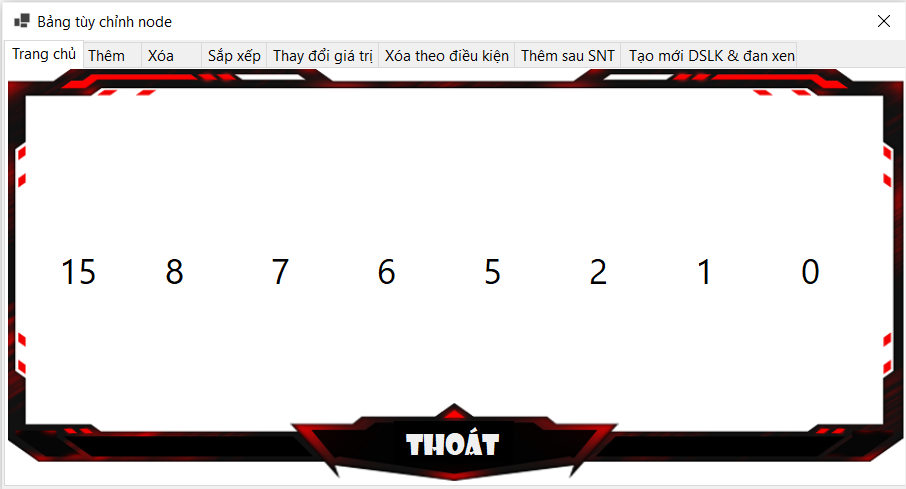 Bảng tùy chỉnh node
Trang chủ Thêm Xóa Sắp xếp Thay đổi giá trị Xóa theo điều kiện Thêm sau SNT Tạo mới DSLK & đan xen
15 8 7 6 5 2 1 0
THOÁT